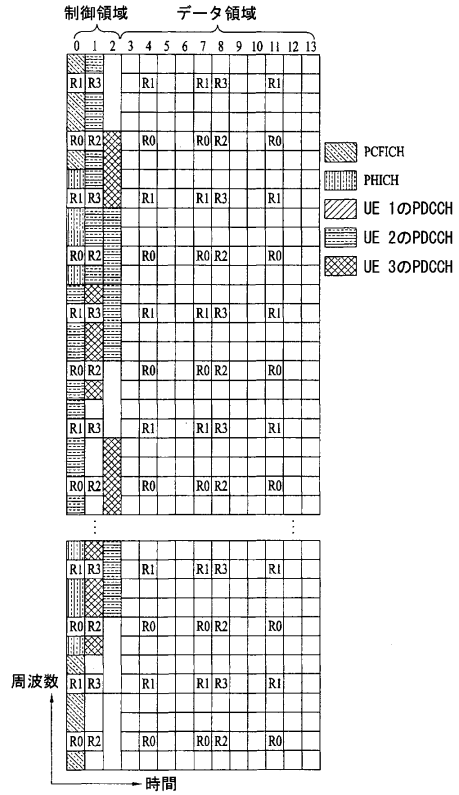 制御領域 データ領域
0 1 2 3 4 5 6 7 8 9 10 11 12 13
R1 R3 R1 R1 R3 R1
R0 R2 R0 R0 R2 R0
R1 R3 R1 R1 R3 R1
R0 R2 R0 R0 R2 R0
R1 R3 R1 R1 R3 R1
R0 R2 R0 R0 R2 R0
R1 R3 R1 R1 R3 R1
R0 R2 R0 R0 R2 R0
R1 R3 R1 R1 R3 R1
R0 R2 R0 R0 R2 R0
R1 R3 R1 R1 R3 R1
R0 R2 R0 R0 R2 R0
周波数
時間
PCFICH
PHICH
UE 1のPDCCH
UE 2のPDCCH
UE 3のPDCCH